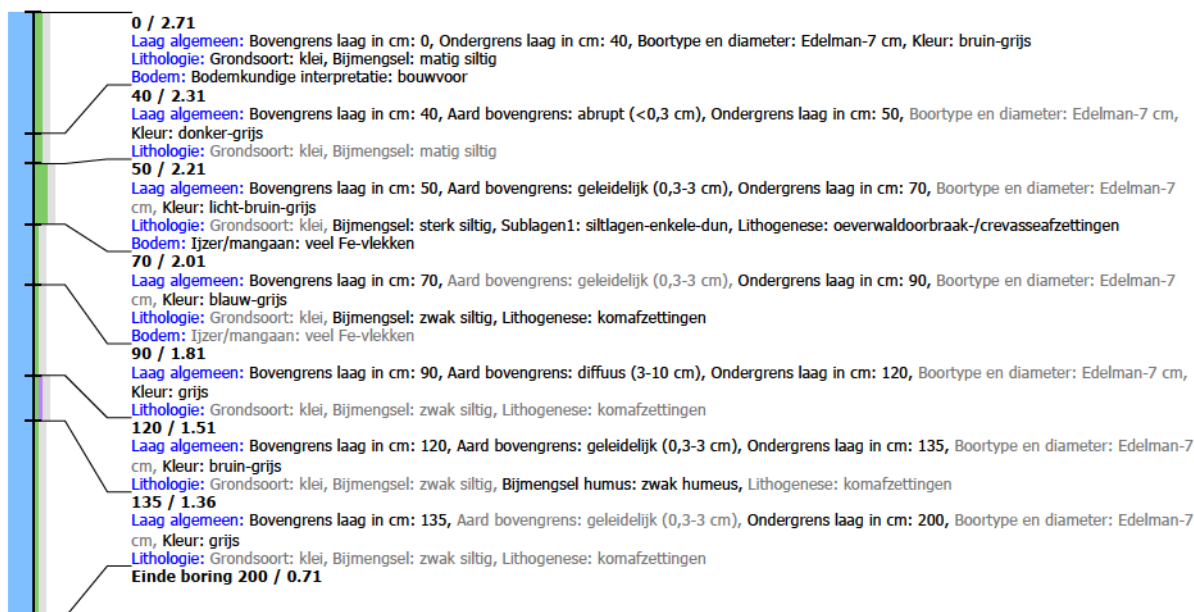 0 / 2.71
Laag algemeen: Bovengrens laag in cm: 0, Ondergrens laag in cm: 40, Boortype en diameter: Edelman-7 cm, Kleur: bruin-grijs
Lithologie: Grondsoort: klei, Bijmengsel: matig siltig
Bodem: Bodemkundige interpretatie: bouwvoor
40 / 2.31
Laag algemeen: Bovengrens laag in cm: 40, Aard bovengrens: abrupt (<0,3 cm), Ondergrens laag in cm: 50, Boortype en diameter: Edelman-7 cm,
Kleur: donker-grijs
Lithologie: Grondsoort: klei, Bijmengsel: matig siltig
50 / 2.21
Laag algemeen: Bovengrens laag in cm: 50, Aard bovengrens: geleidelijk (0,3-3 cm), Ondergrens laag in cm: 70, Boortype en diameter: Edelman-7
cm, Kleur: licht-bruin-grijs
Lithologie: Grondsoort: klei, Bijmengsel: sterk siltig, Sublagen1: siltlagen-enkele-dun, Lithogenese: oeverwaldoorbraak-/crevasseafzettingen
Bodem: Ijzer/mangaan: veel Fe-vlekken
70 / 2.01
Laag algemeen: Bovengrens laag in cm: 70, Aard bovengrens: geleidelijk (0,3-3 cm), Ondergrens laag in cm: 90, Boortype en diameter: Edelman-7
cm, Kleur: blauw-grijs
Lithologie: Grondsoort: klei, Bijmengsel: zwak siltig, Lithogenese: komafzettingen
Bodem: Ijzer/mangaan: veel Fe-vlekken
90 / 1.81
Laag algemeen: Bovengrens laag in cm: 90, Aard bovengrens: diffuus (3-10 cm), Ondergrens laag in cm: 120, Boortype en diameter: Edelman-7 cm,
Kleur: grijs
Lithologie: Grondsoort: klei, Bijmengsel: zwak siltig, Lithogenese: komafzettingen
120 / 1.51
Laag algemeen: Bovengrens laag in cm: 120, Aard bovengrens: geleidelijk (0,3-3 cm), Ondergrens laag in cm: 135, Boortype en diameter: Edelman-7
cm, Kleur: bruin-grijs
Lithologie: Grondsoort: klei, Bijmengsel: zwak siltig, Bijmengsel humus: zwak humeus, Lithogenese: komafzettingen
135 / 1.36
Laag algemeen: Bovengrens laag in cm: 135, Aard bovengrens: geleidelijk (0,3-3 cm), Ondergrens laag in cm: 200, Boortype en diameter: Edelman-7
cm, Kleur: grijs
Lithologie: Grondsoort: klei, Bijmengsel: zwak siltig, Lithogenese: komafzettingen
Einde boring 200 / 0.71